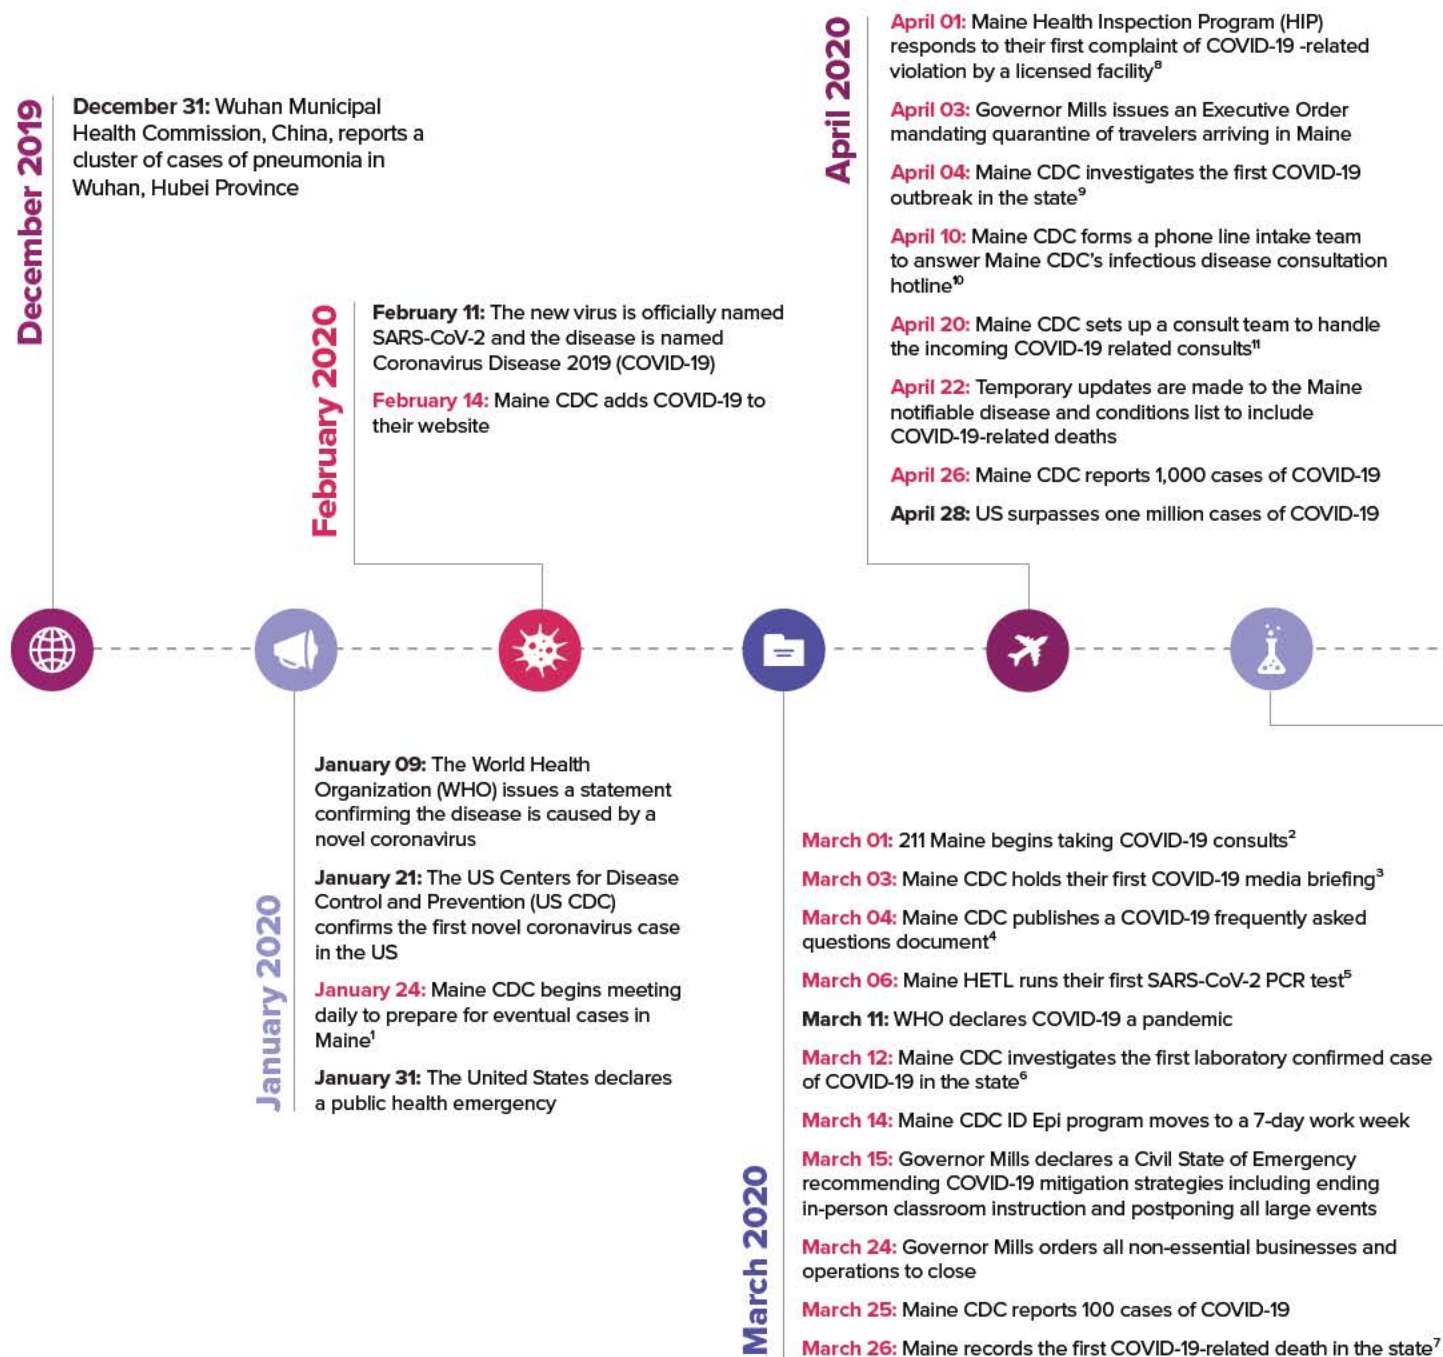 December 2019
December 31: Wuhan Municipal
Health Commission, China, reports a
cluster of cases of pneumonia in
Wuhan, Hubei Province
January 2020
January 09: The World Health
Organization (WHO) issues a statement
confirming the disease is caused by a
novel coronavirus
January 21: The US Centers for Disease
Control and Prevention (US CDC)
confirms the first novel coronavirus case
in the US
January 24: Maine CDC begins meeting
daily to prepare for eventual cases in
Maine¹
January 31: The United States declares
a public health emergency
February 2020
February 11: The new virus is officially named
SARS-CoV-2 and the disease is named
Coronavirus Disease 2019 (COVID-19)
February 14: Maine CDC adds COVID-19 to
their website
March 2020
March 01: 211 Maine begins taking COVID-19 consults²
March 03: Maine CDC holds their first COVID-19 media briefing³
March 04: Maine CDC publishes a COVID-19 frequently asked
questions document⁴
March 06: Maine HETL runs their first SARS-CoV-2 PCR test⁵
March 11: WHO declares COVID-19 a pandemic
March 12: Maine CDC investigates the first laboratory confirmed case
of COVID-19 in the state⁶
March 14: Maine CDC ID Epi program moves to a 7-day work week
March 15: Governor Mills declares a Civil State of Emergency
recommending COVID-19 mitigation strategies including ending
in-person classroom instruction and postponing all large events
March 24: Governor Mills orders all non-essential businesses and
operations to close
March 25: Maine CDC reports 100 cases of COVID-19
March 26: Maine records the first COVID-19-related death in the state⁷
April 2020
April 01: Maine Health Inspection Program (HIP)
responds to their first complaint of COVID-19 -related
violation by a licensed facility⁸
April 03: Governor Mills issues an Executive Order
mandating quarantine of travelers arriving in Maine
April 04: Maine CDC investigates the first COVID-19
outbreak in the state⁹
April 10: Maine CDC forms a phone line intake team
to answer Maine CDC's infectious disease consultation
hotline¹⁰
April 20: Maine CDC sets up a consult team to handle
the incoming COVID-19 related consults¹¹
April 22: Temporary updates are made to the Maine
notifiable disease and conditions list to include
COVID-19-related deaths
April 26: Maine CDC reports 1,000 cases of COVID-19
April 28: US surpasses one million cases of COVID-19